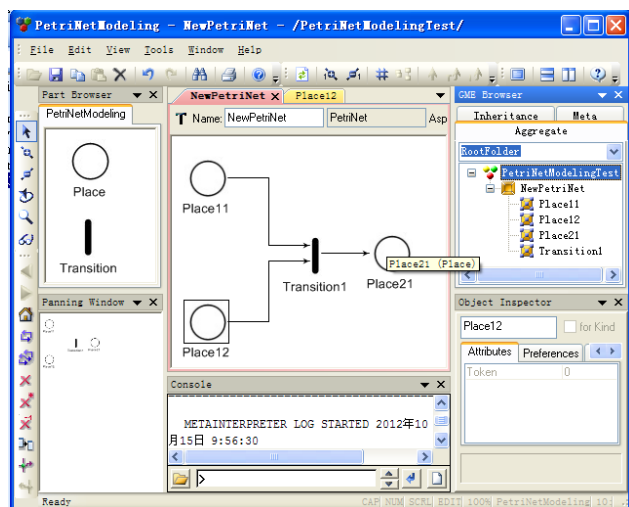 PetriNetModeling - NewPetriNet - /PetriNetModelingTest/
File Edit View Tools Window Help
Part Browser
PetriNetModeling
Place
Transition
Panning Window
NewPetriNet X Place12
Name: NewPetriNet PetriNet Asp
Place11
Transition1
Place21
Place21 (Place)
Place12
Console
METAINTERPRETER LOG STARTED 2012年10
月15日 9:56:30
GME Browser
Inheritance Meta
Aggregate
RootFolder
PetriNetModelingTest
NewPetriNet
Place11
Place12
Place21
Transition1
Object Inspector
Place12 for Kind
Attributes Preferences
Token 0
Ready
CAP NUM SCRL EDIT 100% PetriNetModeling 10: